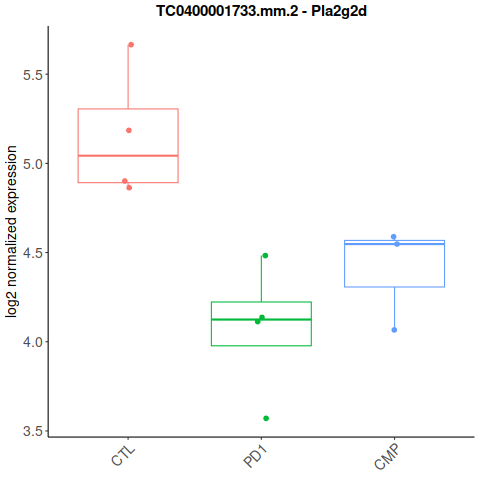 TC0400001733.mm.2 - Pla2g2d
log2 normalized expression
5.5
5.0
4.5
4.0
3.5
CTL
PD1
CMP